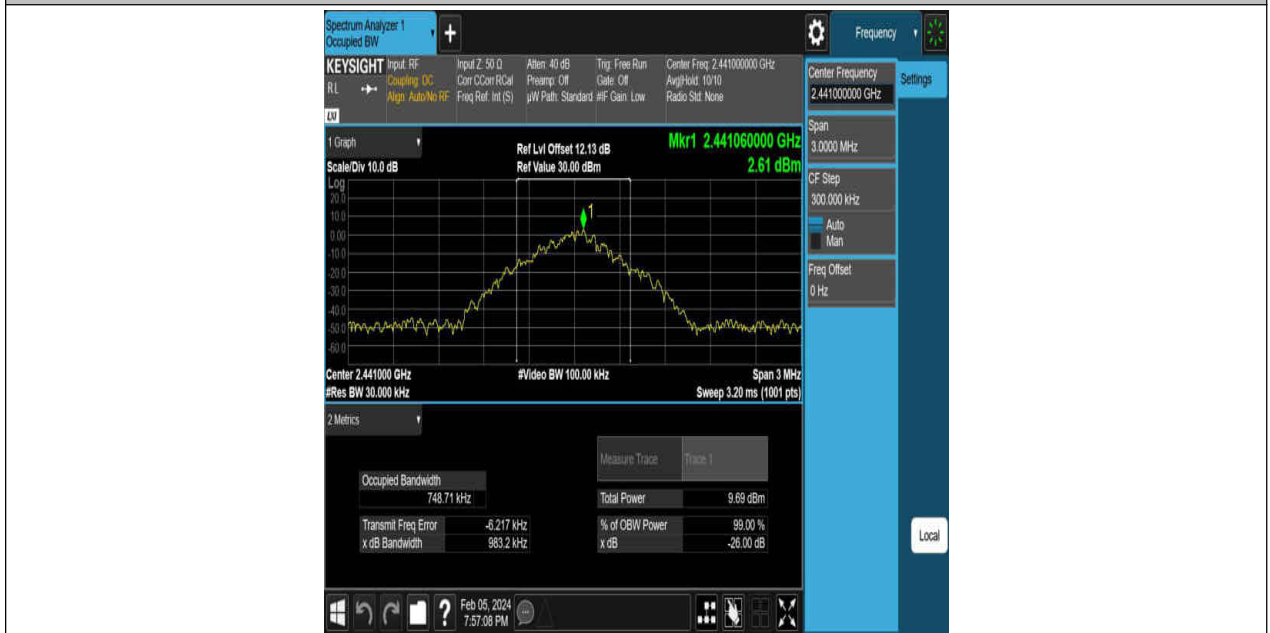 Spectrum Analyzer 1
Occupied BW
Frequency
KEYSIGHT
RL
LXI
Input: RF
Coupling: DC
Align: Auto/No RF
Input Z: 50 Ω
Corr CCorr RCal
Freq Ref: Int (S)
Atten: 40 dB
Preamp: Off
µW Path: Standard
Trig: Free Run
Gate: Off
#IF Gain: Low
Center Freq: 2.441000000 GHz
Avg|Hold: 10/10
Radio Std: None
Center Frequency
2.441000000 GHz
Settings
Span
3.0000 MHz
CF Step
300.000 kHz
Auto
Man
Freq Offset
0 Hz
Local
1 Graph
Scale/Div 10.0 dB
Ref Lvl Offset 12.13 dB
Ref Value 30.00 dBm
Mkr1 2.441060000 GHz
2.61 dBm
Log
20.0
10.0
0.00
-10.0
-20.0
-30.0
-40.0
-50.0
-60.0
1
Center 2.441000 GHz
#Res BW 30.000 kHz
#Video BW 100.00 kHz
Span 3 MHz
Sweep 3.20 ms (1001 pts)
2 Metrics
Measure Trace
Trace 1
Occupied Bandwidth
748.71 kHz
Total Power 9.69 dBm
Transmit Freq Error -6.217 kHz
% of OBW Power 99.00 %
x dB Bandwidth 983.2 kHz
x dB -26.00 dB
?
Feb 05, 2024
7:57:08 PM